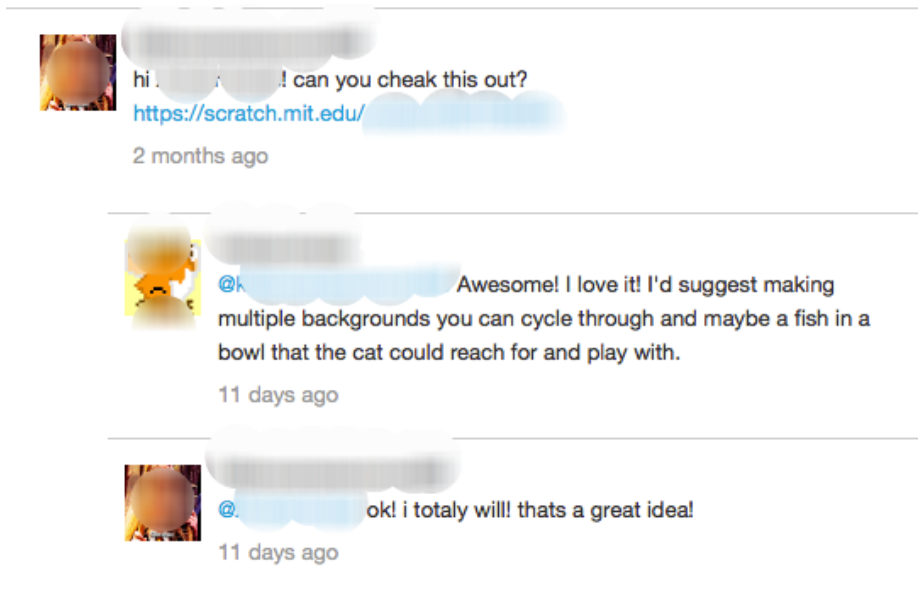 hi ! can you cheak this out?
https://scratch.mit.edu/
2 months ago
@k Awesome! I love it! I'd suggest making
multiple backgrounds you can cycle through and maybe a fish in a
bowl that the cat could reach for and play with.
11 days ago
@ ok! i totaly will! thats a great idea!
11 days ago